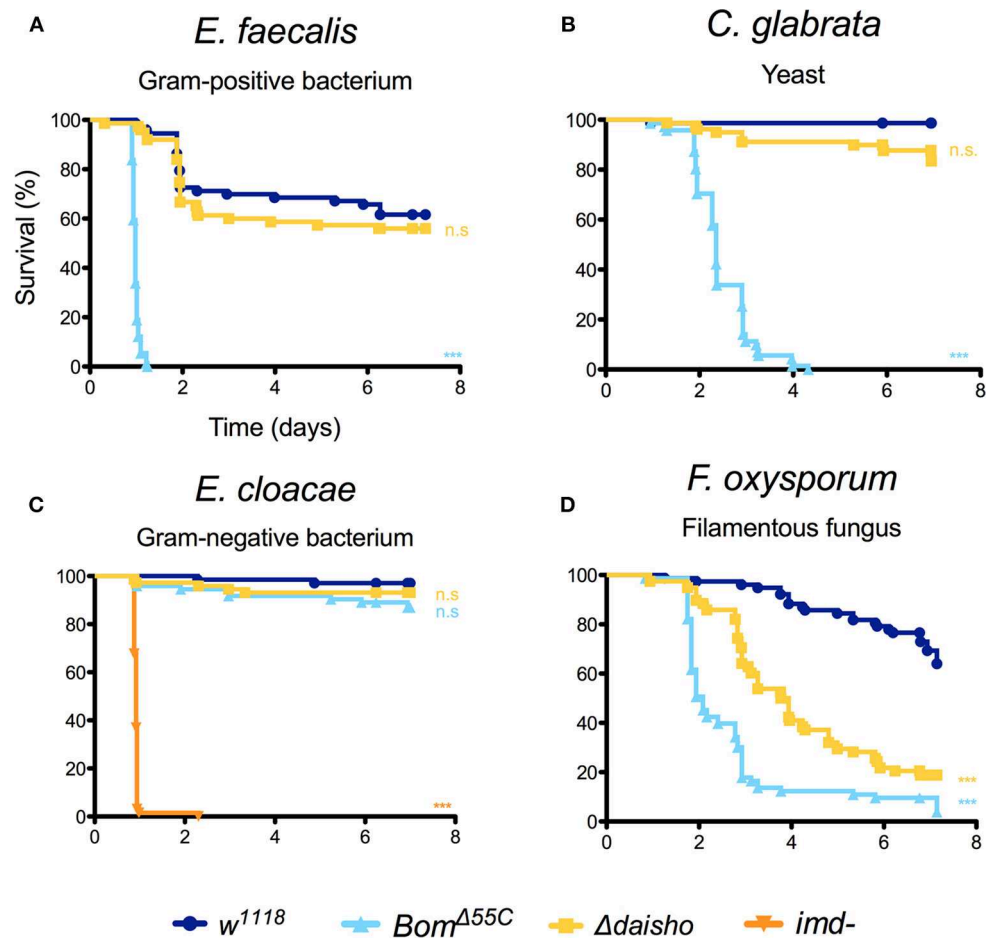 A
E. faecalis
Gram-positive bacterium
Survival (%)
100
80
60
40
20
0
n.s
***
0 2 4 6 8
Time (days)
B
C. glabrata
Yeast
100
80
60
40
20
0
n.s.
***
0 2 4 6 8
C
E. cloacae
Gram-negative bacterium
100
80
60
40
20
0
n.s
n.s
***
0 2 4 6 8
D
F. oxysporum
Filamentous fungus
100
80
60
40
20
0
***
***
0 2 4 6 8
w1118 BomΔ55C Δdaisho imd-